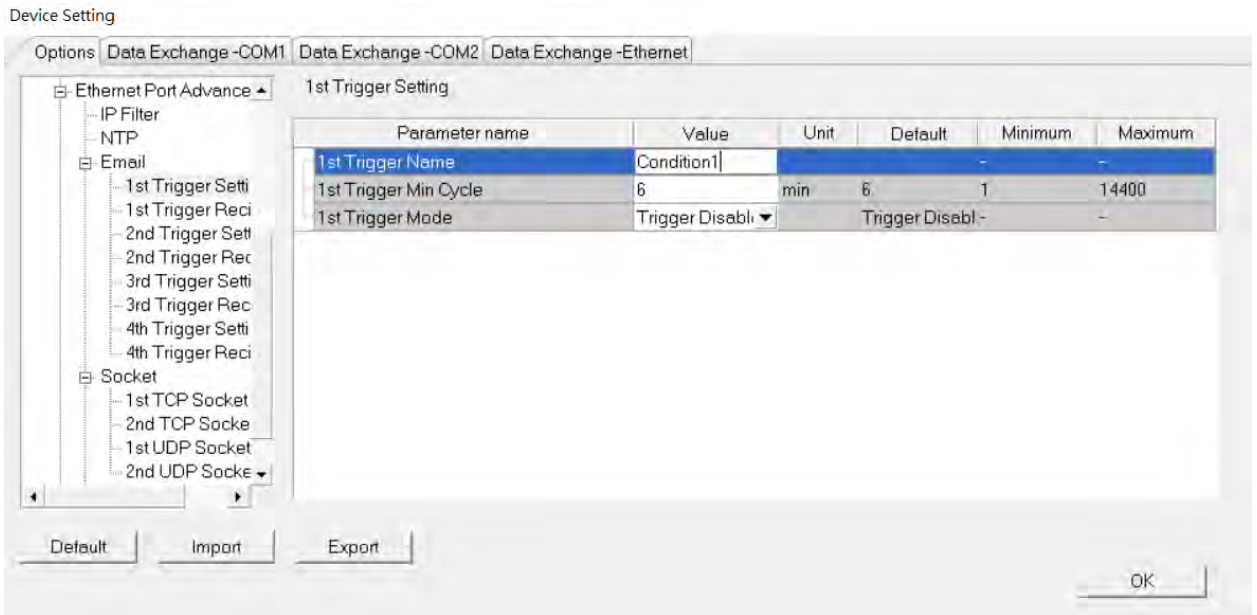 Device Setting
Options Data Exchange -COM1 Data Exchange -COM2 Data Exchange -Ethernet
Ethernet Port Advance
IP Filter
NTP
Email
1st Trigger Setti
1st Trigger Reci
2nd Trigger Sett
2nd Trigger Rec
3rd Trigger Setti
3rd Trigger Rec
4th Trigger Setti
4th Trigger Reci
Socket
1st TCP Socket
2nd TCP Socke
1st UDP Socket
2nd UDP Socke
1st Trigger Setting
Parameter name Value Unit Default Minimum Maximum
1st Trigger Name Condition1 - -
1st Trigger Min Cycle 6 min 6 1 14400
1st Trigger Mode Trigger Disabl Trigger Disabl - -
Default Import Export
OK